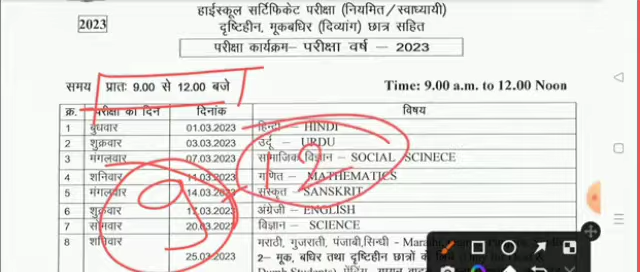 हाईस्कूल सर्टिफिकेट परीक्षा (नियमित/स्वाध्यायी)
2023 दृष्टिहीन, मूकबधिर (दिव्यांग) छात्र सहित
परीक्षा कार्यक्रम– परीक्षा वर्ष – 2023
समय प्रातः 9.00 से 12.00 बजे Time: 9.00 a.m. to 12.00 Noon
क्र. परीक्षा का दिन दिनांक विषय
1 बुधवार 01.03.2023 हिन्दी – HINDI
2 शुक्रवार 03.03.2023 उर्दू – URDU
3 मंगलवार 07.03.2023 सामाजिक विज्ञान – SOCIAL SCINECE
4 शनिवार 11.03.2023 गणित – MATHEMATICS
5 मंगलवार 14.03.2023 संस्कृत – SANSKRIT
6 शुक्रवार 17.03.2023 अंग्रेजी – ENGLISH
7 सोमवार 20.03.2023 विज्ञान – SCIENCE
8 शनिवार 25.03.2023 मराठी, गुजराती, पंजाबी,सिन्धी -
2– मूक, बधिर तथा दृष्टिहीन छात्रों के
9
12